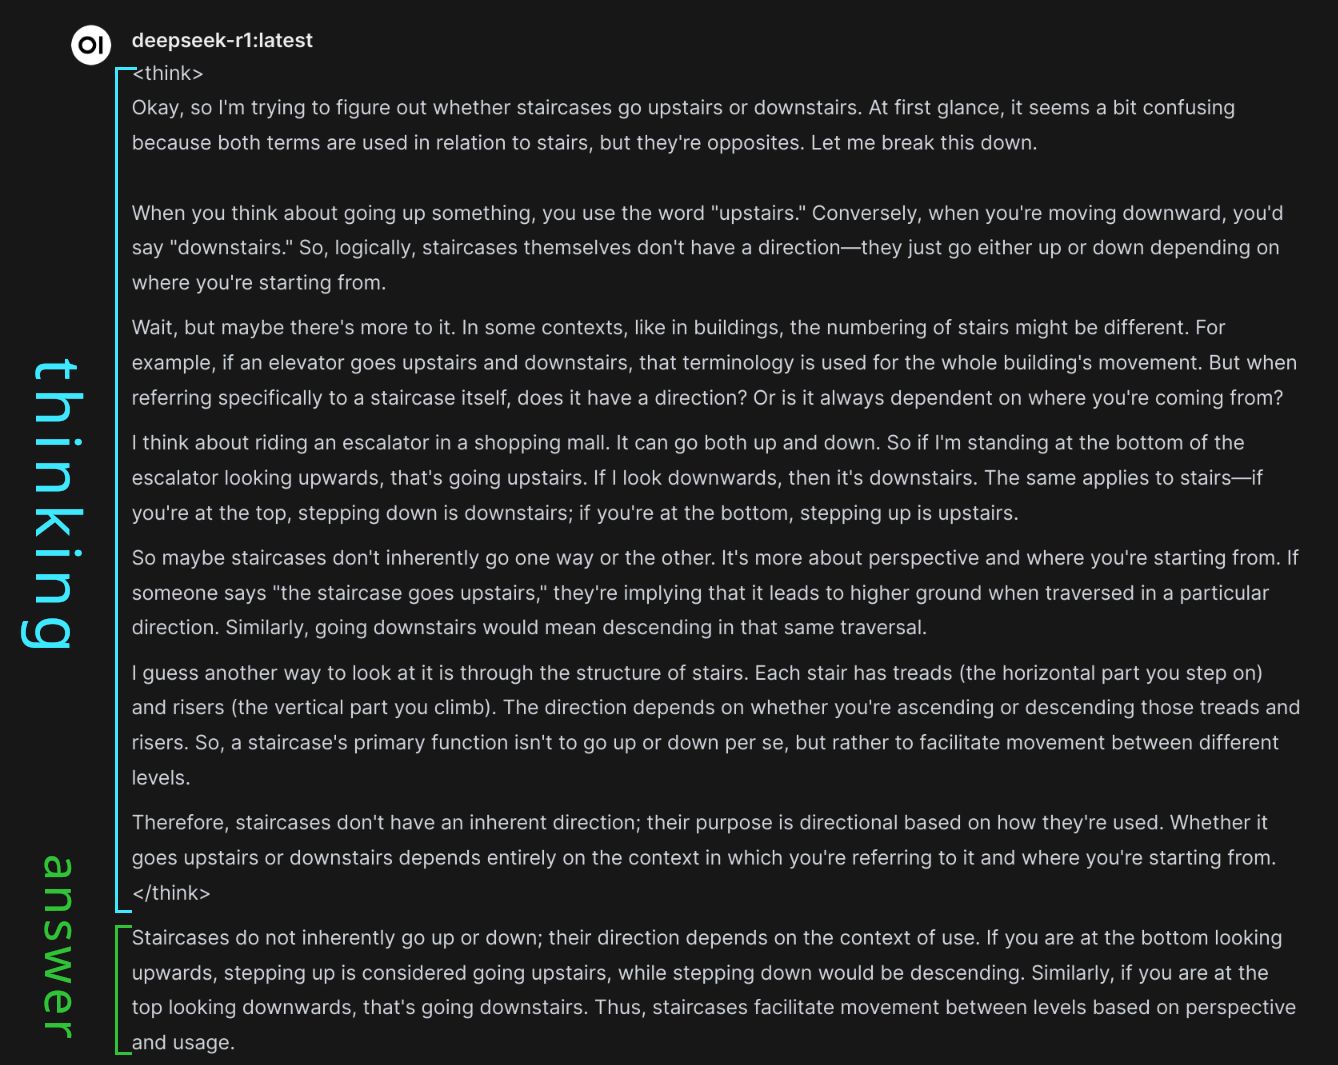 OI
deepseek-r1:latest
<think>
Okay, so I'm trying to figure out whether staircases go upstairs or downstairs. At first glance, it seems a bit confusing
because both terms are used in relation to stairs, but they're opposites. Let me break this down.
When you think about going up something, you use the word "upstairs." Conversely, when you're moving downward, you'd
say "downstairs." So, logically, staircases themselves don't have a direction—they just go either up or down depending on
where you're starting from.
Wait, but maybe there's more to it. In some contexts, like in buildings, the numbering of stairs might be different. For
example, if an elevator goes upstairs and downstairs, that terminology is used for the whole building's movement. But when
referring specifically to a staircase itself, does it have a direction? Or is it always dependent on where you're coming from?
I think about riding an escalator in a shopping mall. It can go both up and down. So if I'm standing at the bottom of the
escalator looking upwards, that's going upstairs. If I look downwards, then it's downstairs. The same applies to stairs—if
you're at the top, stepping down is downstairs; if you're at the bottom, stepping up is upstairs.
So maybe staircases don't inherently go one way or the other. It's more about perspective and where you're starting from. If
someone says "the staircase goes upstairs," they're implying that it leads to higher ground when traversed in a particular
direction. Similarly, going downstairs would mean descending in that same traversal.
I guess another way to look at it is through the structure of stairs. Each stair has treads (the horizontal part you step on)
and risers (the vertical part you climb). The direction depends on whether you're ascending or descending those treads and
risers. So, a staircase's primary function isn't to go up or down per se, but rather to facilitate movement between different
levels.
Therefore, staircases don't have an inherent direction; their purpose is directional based on how they're used. Whether it
goes upstairs or downstairs depends entirely on the context in which you're referring to it and where you're starting from.
</think>
Staircases do not inherently go up or down; their direction depends on the context of use. If you are at the bottom looking
upwards, stepping up is considered going upstairs, while stepping down would be descending. Similarly, if you are at the
top looking downwards, that's going downstairs. Thus, staircases facilitate movement between levels based on perspective
and usage.
thinking
answer